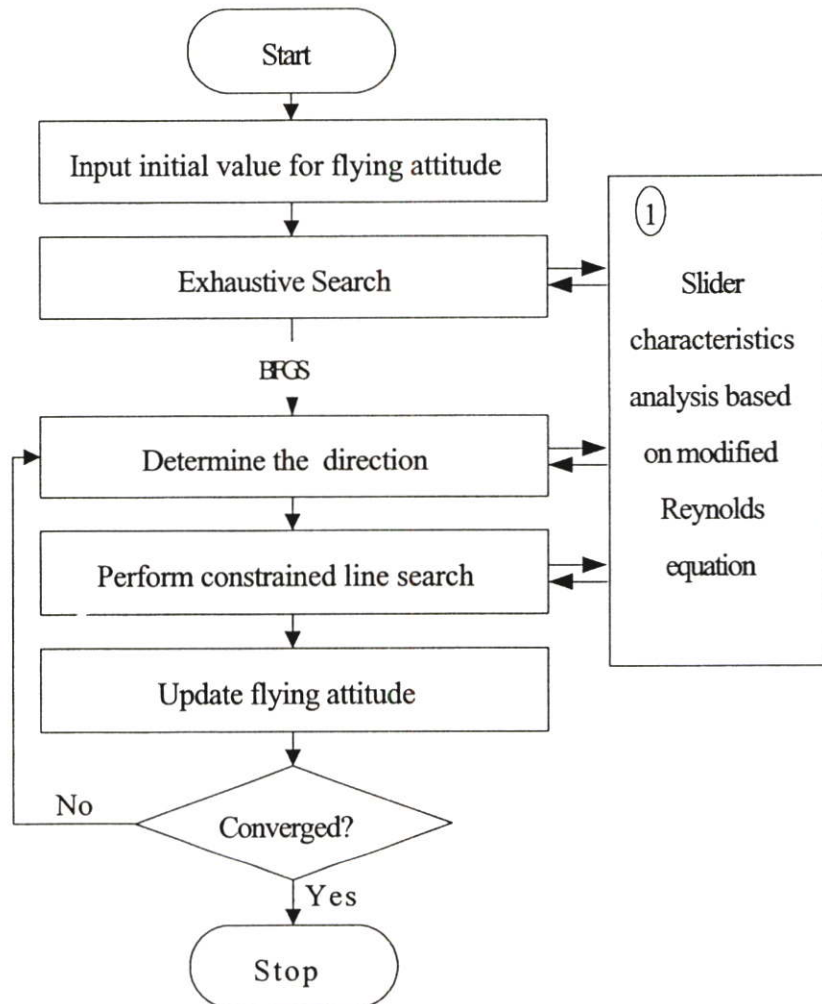 Start
Input initial value for flying attitude
Exhaustive Search
BFGS
Determine the direction
Perform constrained line search
Update flying attitude
No
Converged?
Yes
Stop
1
Slider
characteristics
analysis based
on modified
Reynolds
equation